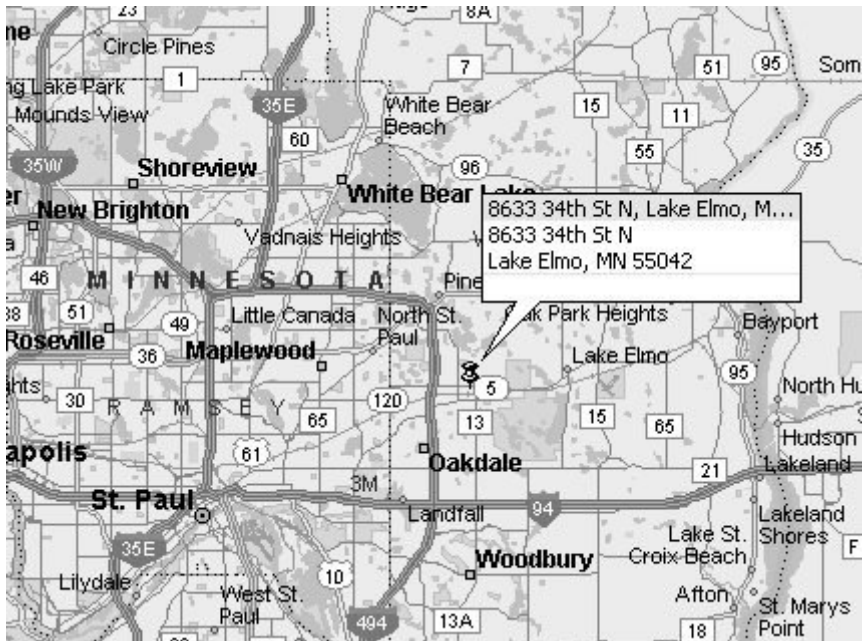 23
8A
Circle Pines
1
7
51
95
Som
ng Lake Park
Mounds View
35E
White Bear
Beach
15
11
60
55
35
35W
Shoreview
96
White Bear Lake
New Brighton
8633 34th St N, Lake Elmo, M...
8633 34th St N
Lake Elmo, MN 55042
Vadnais Heights
46
MINNESOTA
Pine
51
49
Little Canada
North St.
Paul
Park Heights
Bayport
Roseville
36
Maplewood
Lake Elmo
95
5
North Hu
hts
30
RAMSEY
65
120
13
15
65
Hudson
apolis
61
Oakdale
21
Lakeland
St. Paul
3M
Landfall
94
Lakeland
Shores
35E
Lake St.
Croix Beach
F
Woodbury
Lilydale
10
West St.
Paul
Afton
St. Marys
Point
494
13A
18